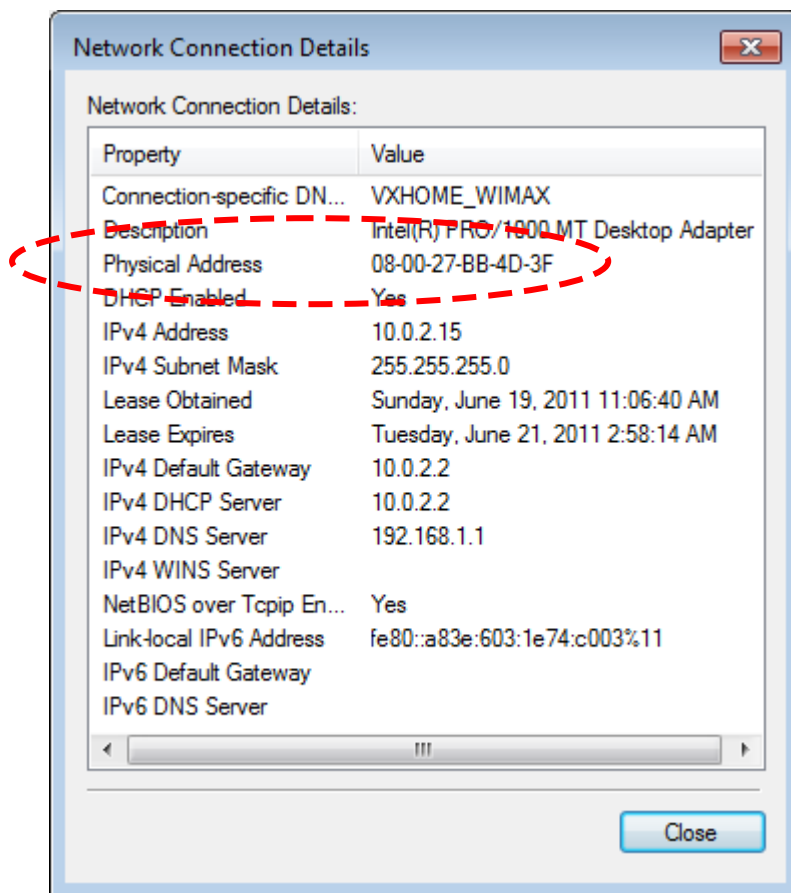 Network Connection Details
Network Connection Details:
Property Value
Connection-specific DN... VXHOME_WIMAX
Description Intel(R) PRO/1000 MT Desktop Adapter
Physical Address 08-00-27-BB-4D-3F
DHCP Enabled Yes
IPv4 Address 10.0.2.15
IPv4 Subnet Mask 255.255.255.0
Lease Obtained Sunday, June 19, 2011 11:06:40 AM
Lease Expires Tuesday, June 21, 2011 2:58:14 AM
IPv4 Default Gateway 10.0.2.2
IPv4 DHCP Server 10.0.2.2
IPv4 DNS Server 192.168.1.1
IPv4 WINS Server
NetBIOS over Tcpip En... Yes
Link-local IPv6 Address fe80::a83e:603:1e74:c003%11
IPv6 Default Gateway
IPv6 DNS Server
Close